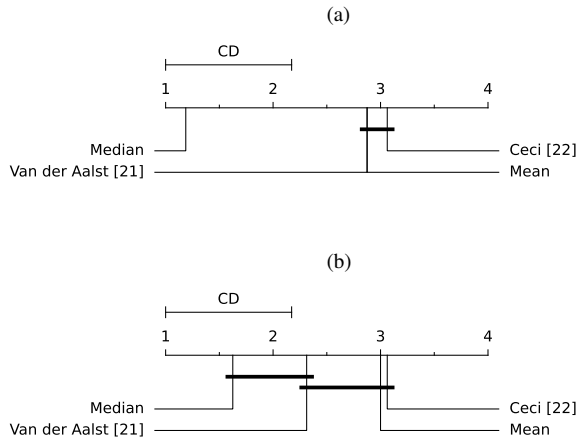 (a)
CD
1 2 3 4
Median Ceci [22]
Van der Aalst [21] Mean
(b)
CD
1 2 3 4
Median Ceci [22]
Van der Aalst [21] Mean